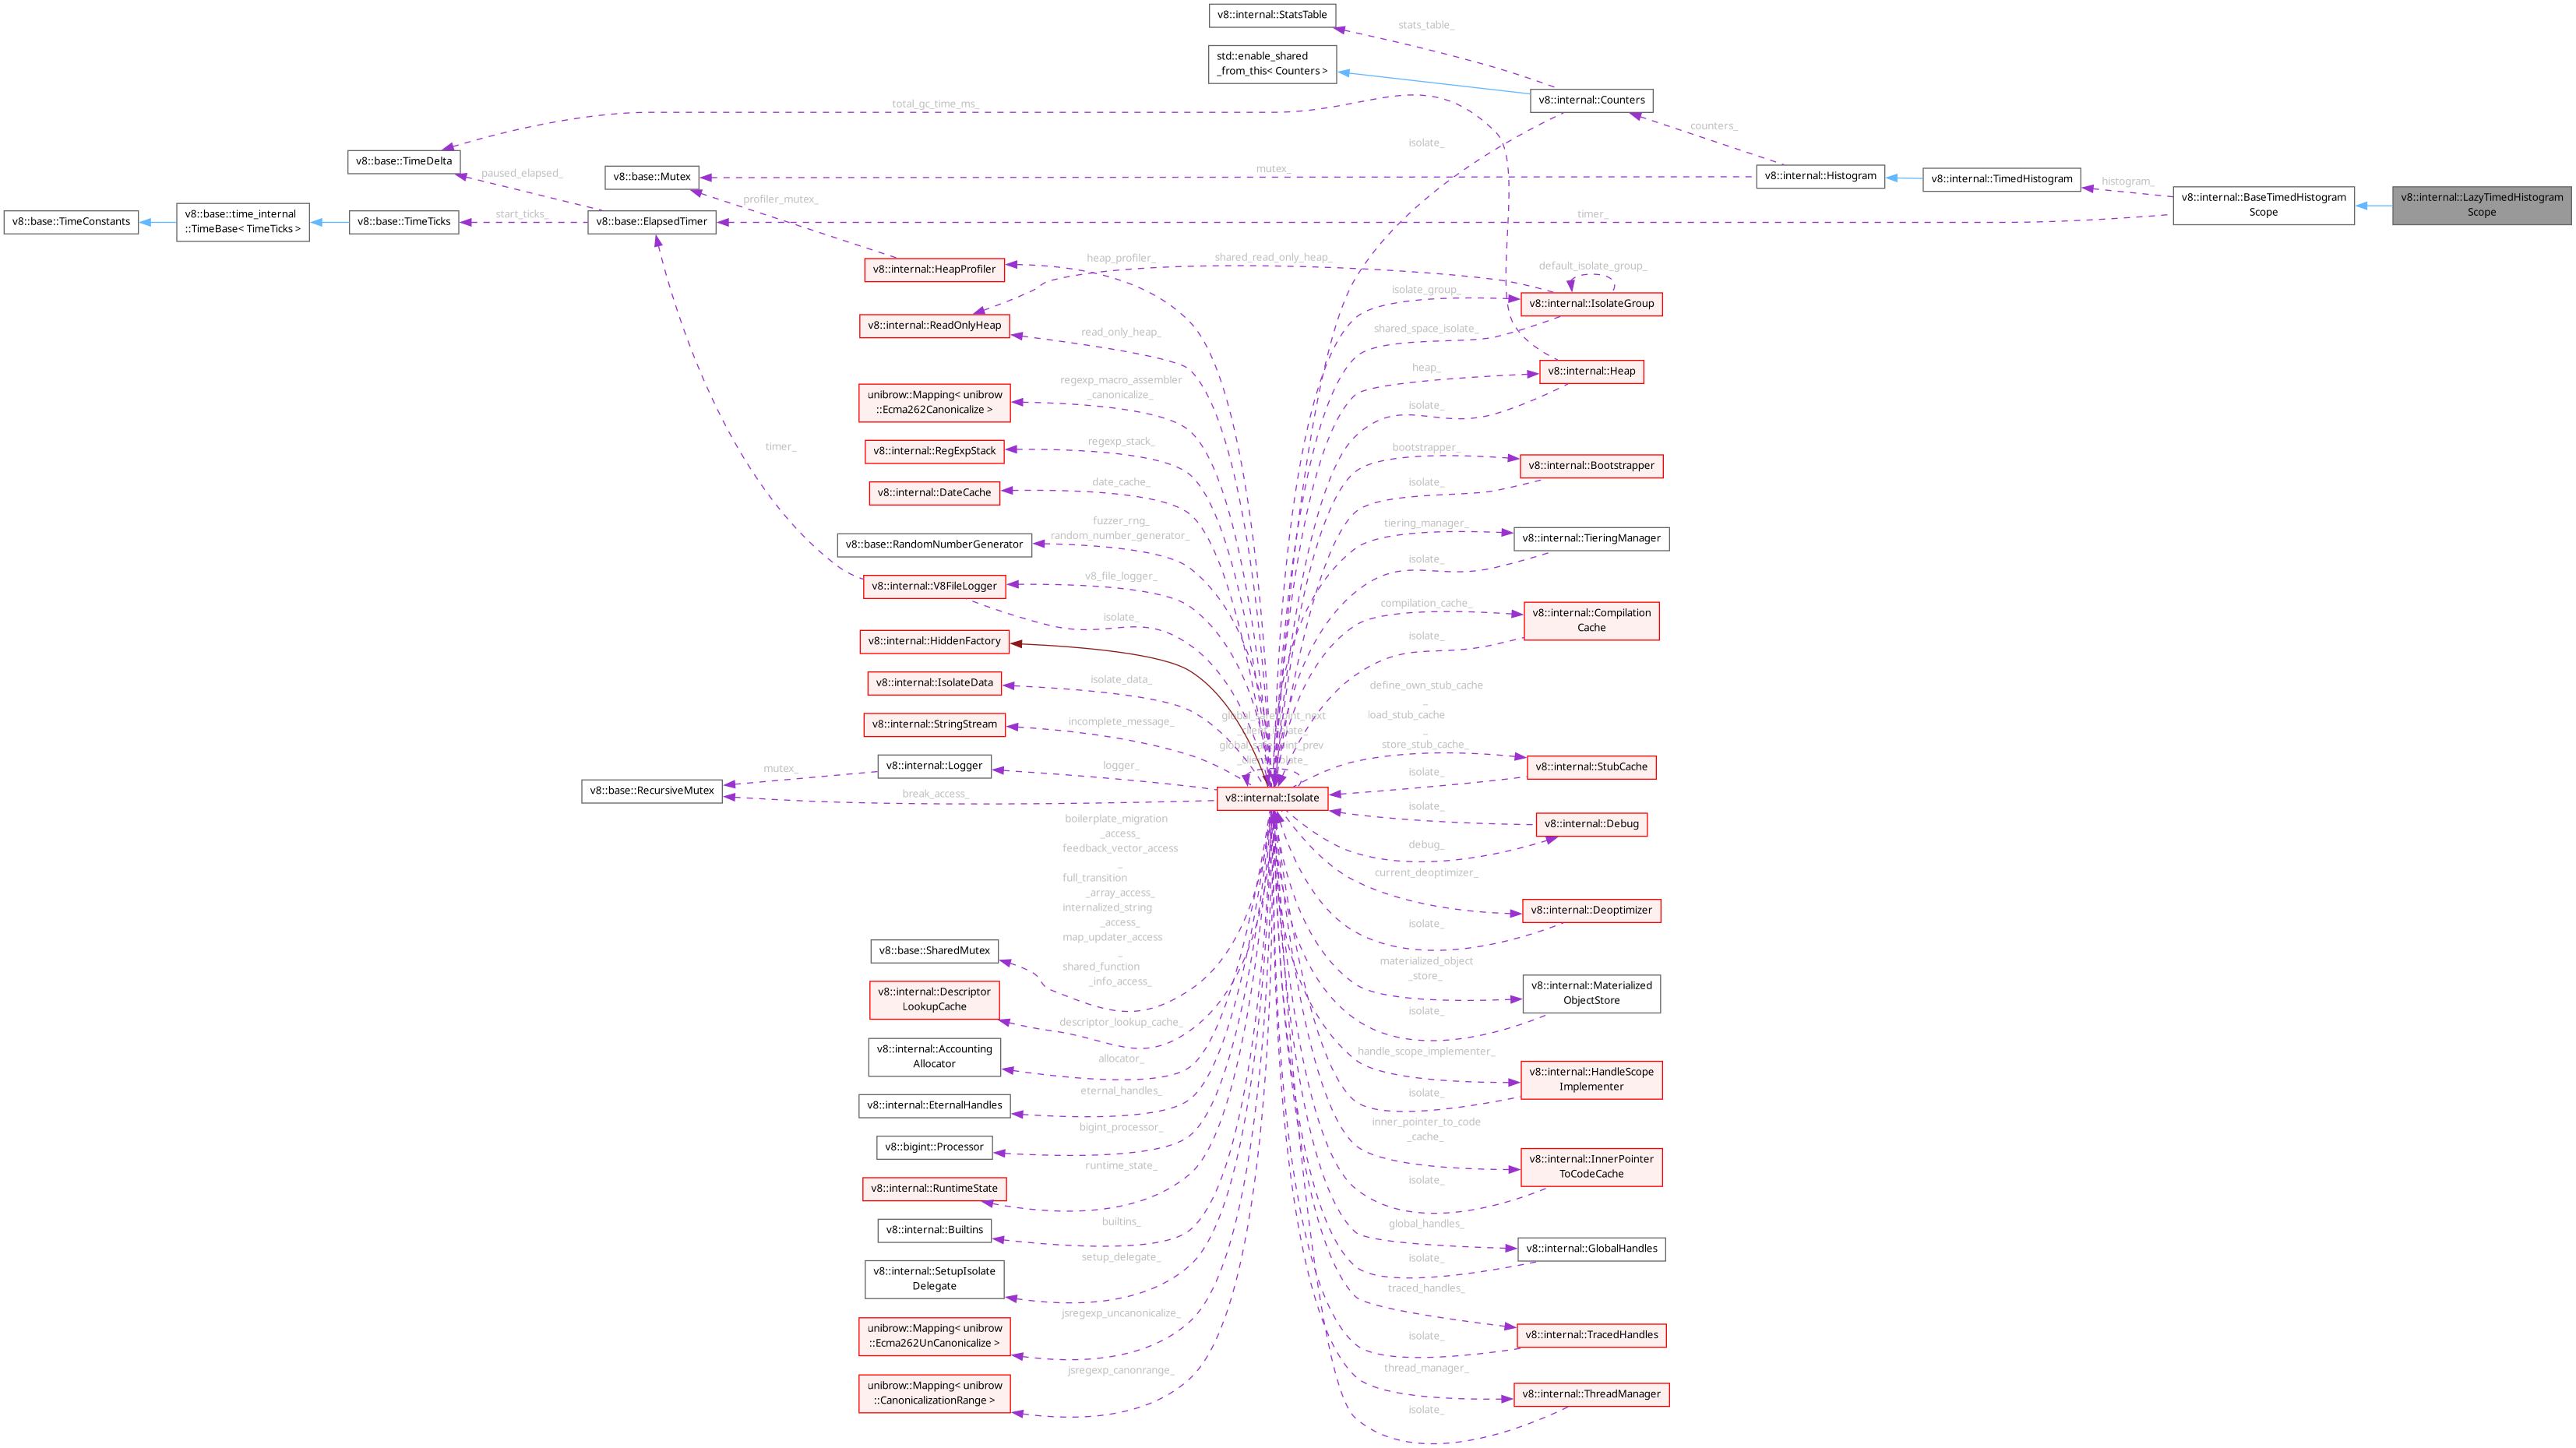 v8::internal::StatsTable
stats_table_
std::enable_shared
_from_this< Counters >
v8::internal::Counters
total_gc_time_ms_
counters_
isolate_
v8::base::TimeDelta
paused_elapsed_
v8::base::Mutex
mutex_
v8::internal::Histogram
v8::internal::TimedHistogram
histogram_
v8::internal::BaseTimedHistogram
Scope
v8::internal::LazyTimedHistogram
Scope
profiler_mutex_
v8::base::TimeConstants
v8::base::time_internal
::TimeBase< TimeTicks >
v8::base::TimeTicks
start_ticks_
v8::base::ElapsedTimer
timer_
v8::internal::HeapProfiler
heap_profiler_
shared_read_only_heap_
default_isolate_group_
isolate_group_
v8::internal::IsolateGroup
v8::internal::ReadOnlyHeap
read_only_heap_
shared_space_isolate_
heap_
v8::internal::Heap
isolate_
unibrow::Mapping< unibrow
::Ecma262Canonicalize >
regexp_macro_assembler
_canonicalize_
timer_
v8::internal::RegExpStack
regexp_stack_
bootstrapper_
v8::internal::Bootstrapper
isolate_
v8::internal::DateCache
date_cache_
v8::base::RandomNumberGenerator
fuzzer_rng_
random_number_generator_
tiering_manager_
v8::internal::TieringManager
isolate_
v8::internal::V8FileLogger
v8_file_logger_
isolate_
compilation_cache_
v8::internal::Compilation
Cache
isolate_
v8::internal::HiddenFactory
v8::internal::IsolateData
isolate_data_
v8::internal::StringStream
incomplete_message_
global_safepoint_next
_client_isolate_
global_safepoint_prev
_client_isolate_
define_own_stub_cache
_
load_stub_cache
_
store_stub_cache_
v8::internal::StubCache
isolate_
v8::base::RecursiveMutex
mutex_
v8::internal::Logger
logger_
break_access_
v8::internal::Isolate
isolate_
v8::internal::Debug
debug_
boilerplate_migration
_access_
feedback_vector_access
_
full_transition
_array_access_
internalized_string
_access_
map_updater_access
_
shared_function
_info_access_
v8::base::SharedMutex
current_deoptimizer_
v8::internal::Deoptimizer
isolate_
v8::internal::Descriptor
LookupCache
descriptor_lookup_cache_
materialized_object
_store_
v8::internal::Materialized
ObjectStore
isolate_
v8::internal::Accounting
Allocator
allocator_
handle_scope_implementer_
v8::internal::HandleScope
Implementer
isolate_
v8::internal::EternalHandles
eternal_handles_
v8::bigint::Processor
bigint_processor_
inner_pointer_to_code
_cache_
v8::internal::InnerPointer
ToCodeCache
isolate_
v8::internal::RuntimeState
runtime_state_
v8::internal::Builtins
builtins_
global_handles_
v8::internal::GlobalHandles
isolate_
v8::internal::SetupIsolate
Delegate
setup_delegate_
traced_handles_
v8::internal::TracedHandles
isolate_
unibrow::Mapping< unibrow
::Ecma262UnCanonicalize >
jsregexp_uncanonicalize_
unibrow::Mapping< unibrow
::CanonicalizationRange >
jsregexp_canonrange_
thread_manager_
v8::internal::ThreadManager
isolate_